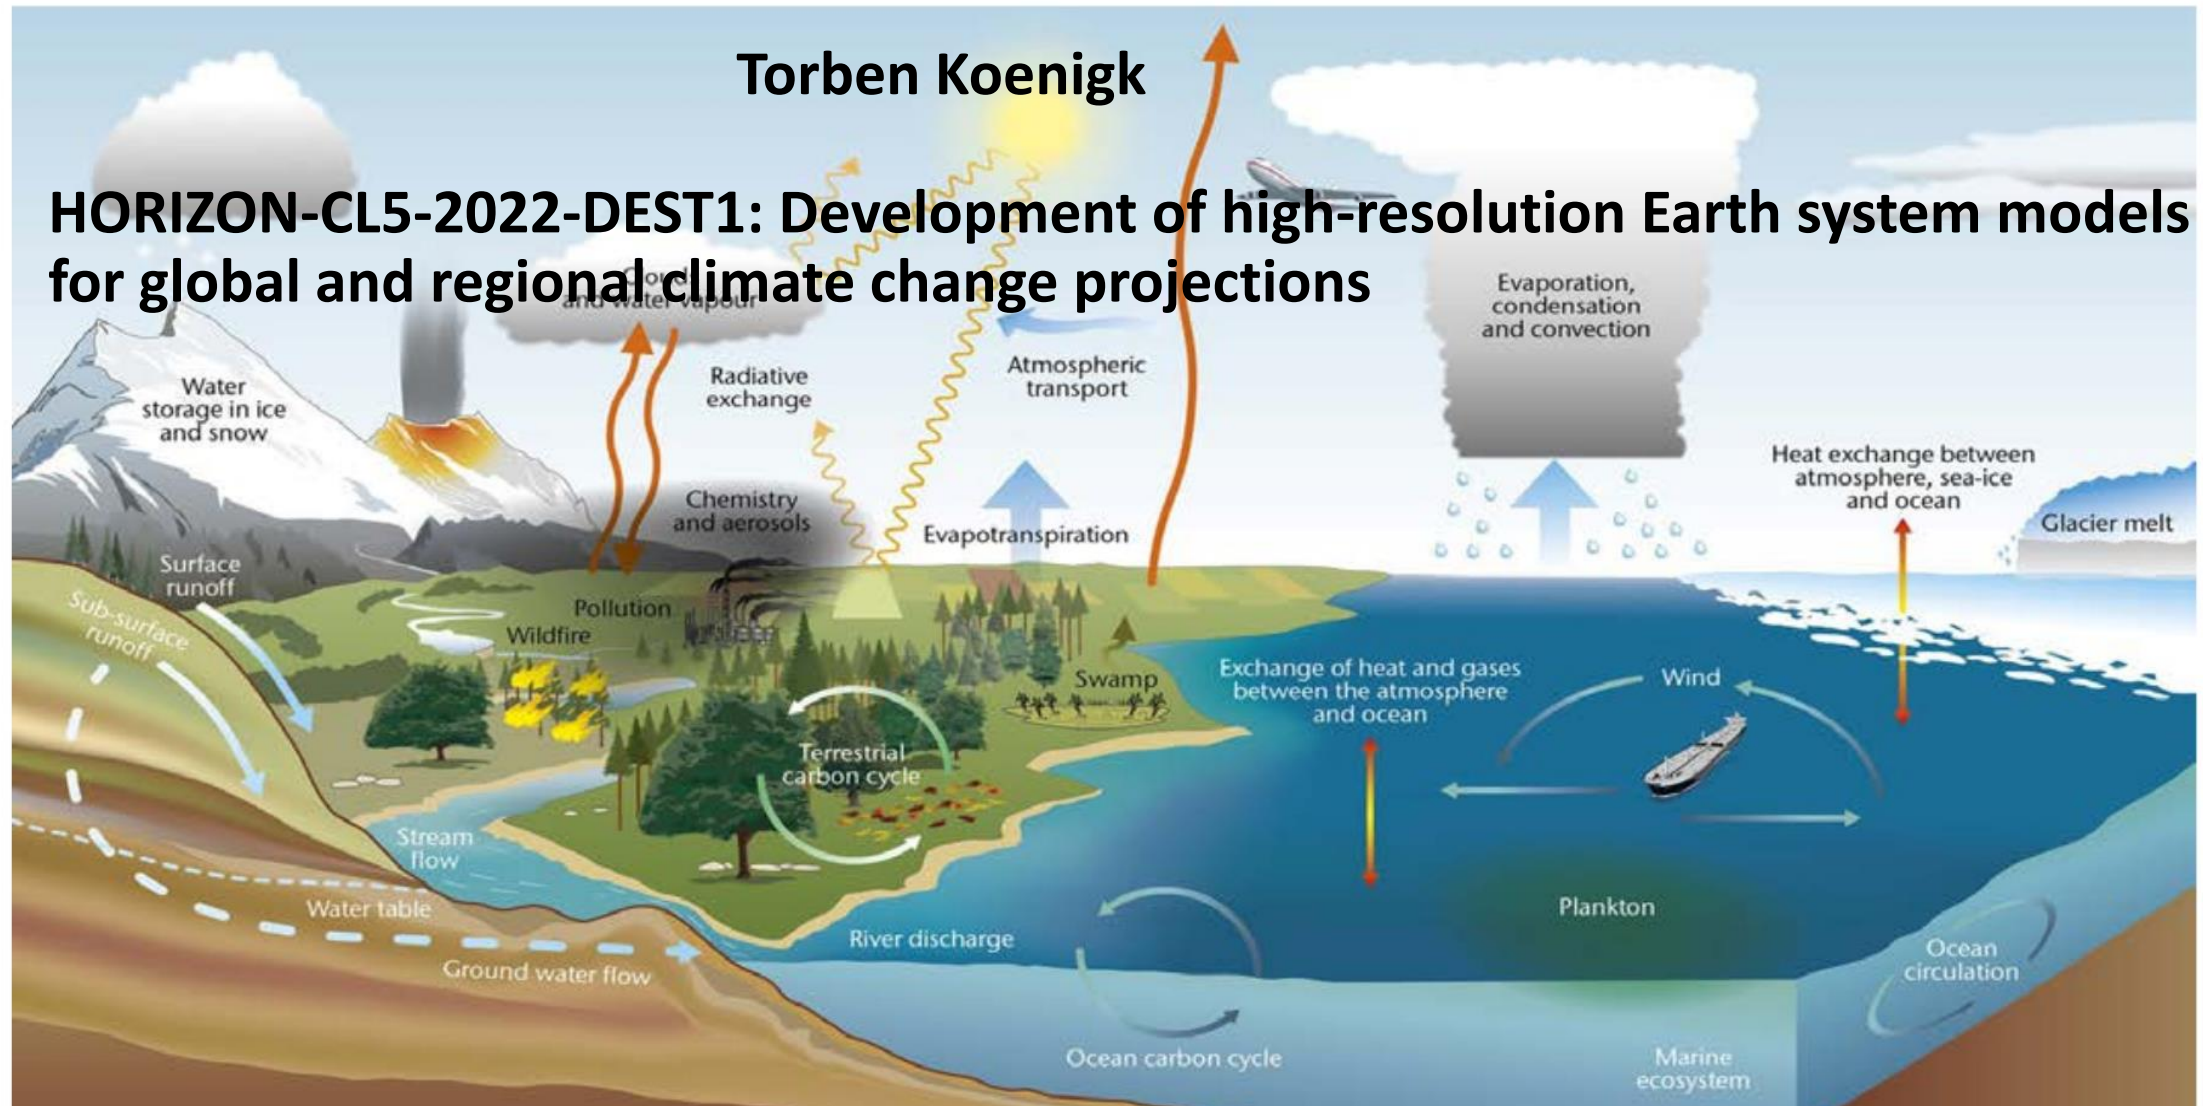 Torben Koenigk
HORIZON-CL5-2022-DEST1: Development of high-resolution Earth system models
for global and regional climate change projections
Clouds
and water vapour
Evaporation,
condensation
and convection
Water
storage in ice
and snow
Radiative
exchange
Atmospheric
transport
Heat exchange between
atmosphere, sea-ice
and ocean
Glacier melt
Chemistry
and aerosols
Evapotranspiration
Surface
runoff
Sub-surface
runoff
Pollution
Wildfire
Swamp
Exchange of heat and gases
between the atmosphere
and ocean
Wind
Terrestrial
carbon cycle
Stream
flow
Water table
Ground water flow
River discharge
Plankton
Ocean
circulation
Ocean carbon cycle
Marine
ecosystem